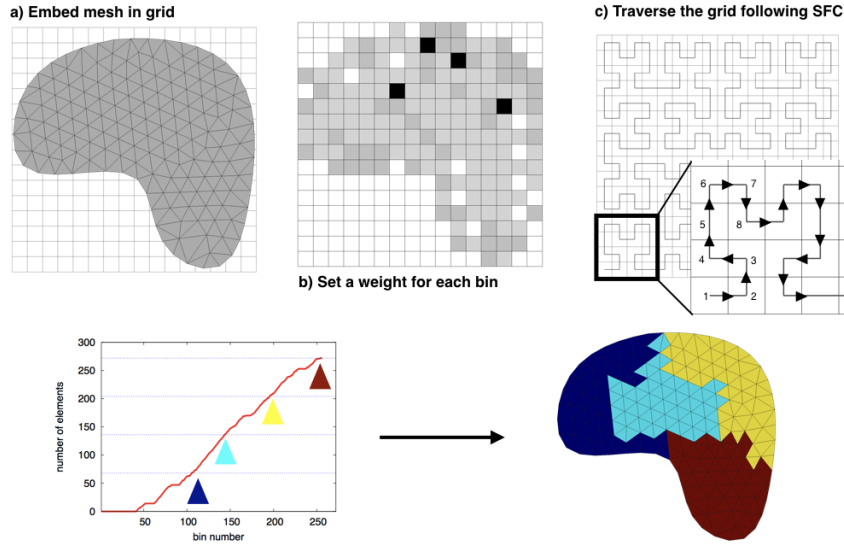 a) Embed mesh in grid
c) Traverse the grid following SFC
6 7
5 8
4 3
1 2
b) Set a weight for each bin
300
250
200
150
100
50
0
number of elements
50 100 150 200 250
bin number